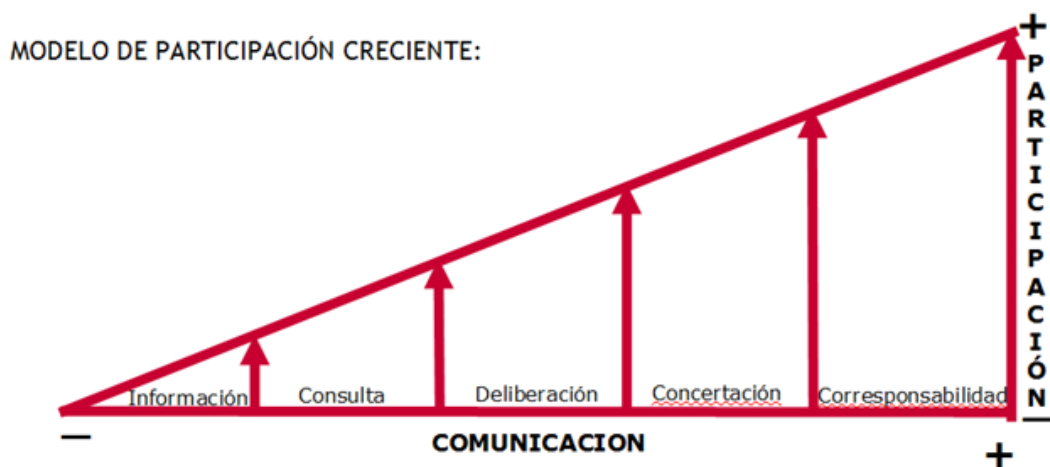 MODELO DE PARTICIPACIÓN CRECIENTE:
+
PARTICIPACIÓN
Información
Consulta
Deliberación
Concertación
Corresponsabilidad
—
—
COMUNICACION
+